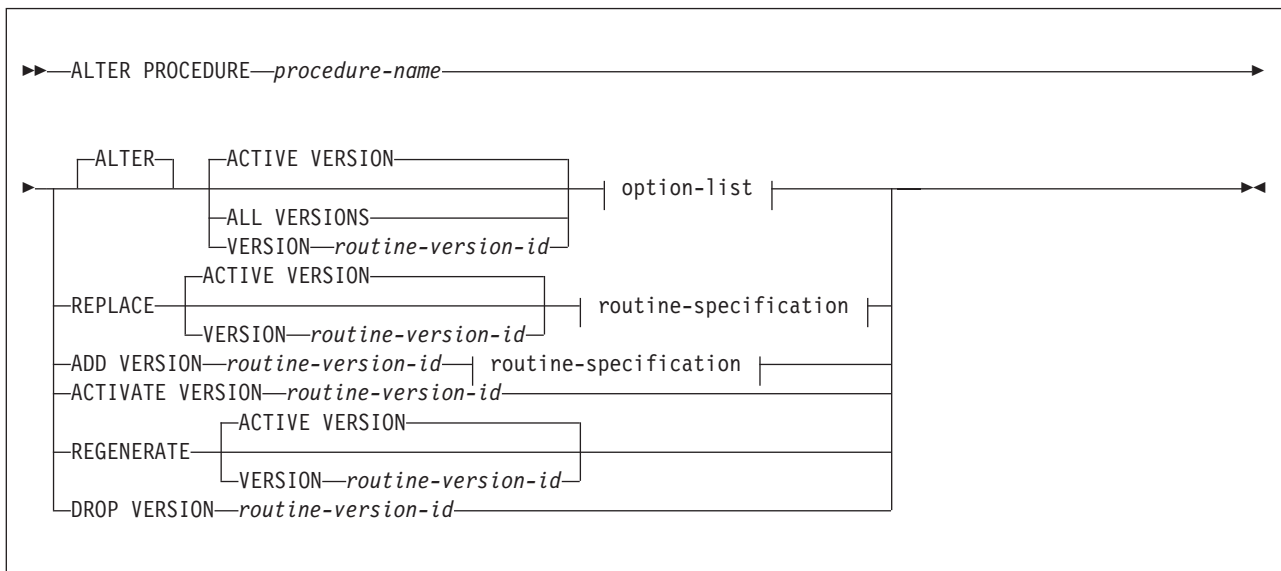 ALTER PROCEDURE procedure-name
ALTER ACTIVE VERSION
option-list
ALL VERSIONS
VERSION routine-version-id
ACTIVE VERSION
REPLACE routine-specification
VERSION routine-version-id
ADD VERSION routine-version-id routine-specification
ACTIVATE VERSION routine-version-id
ACTIVE VERSION
REGENERATE
VERSION routine-version-id
DROP VERSION routine-version-id